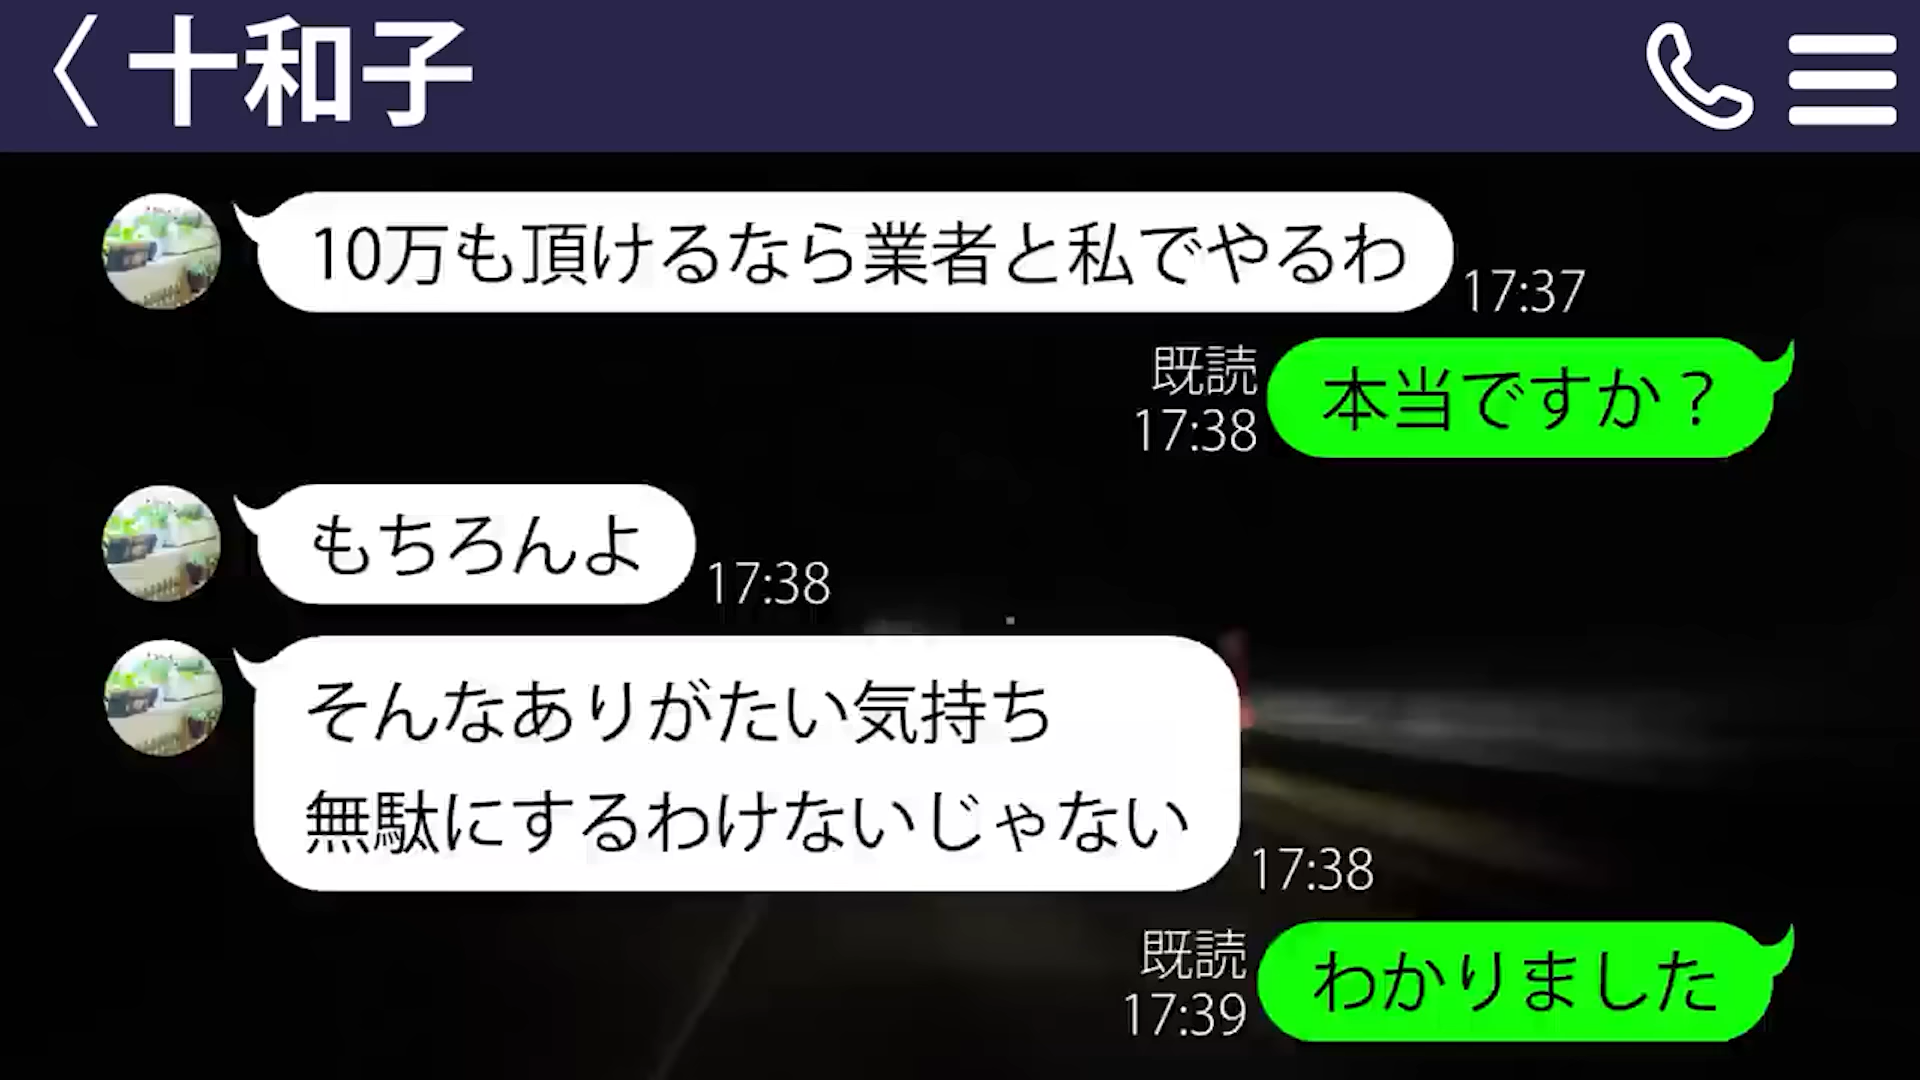 十和子
10万も頂けるなら業者と私でやるわ
17:37
既読
17:38
本当ですか？
もちろんよ
17:38
そんなありがたい気持ち
無駄にするわけないじゃない
17:38
既読
17:39
わかりました